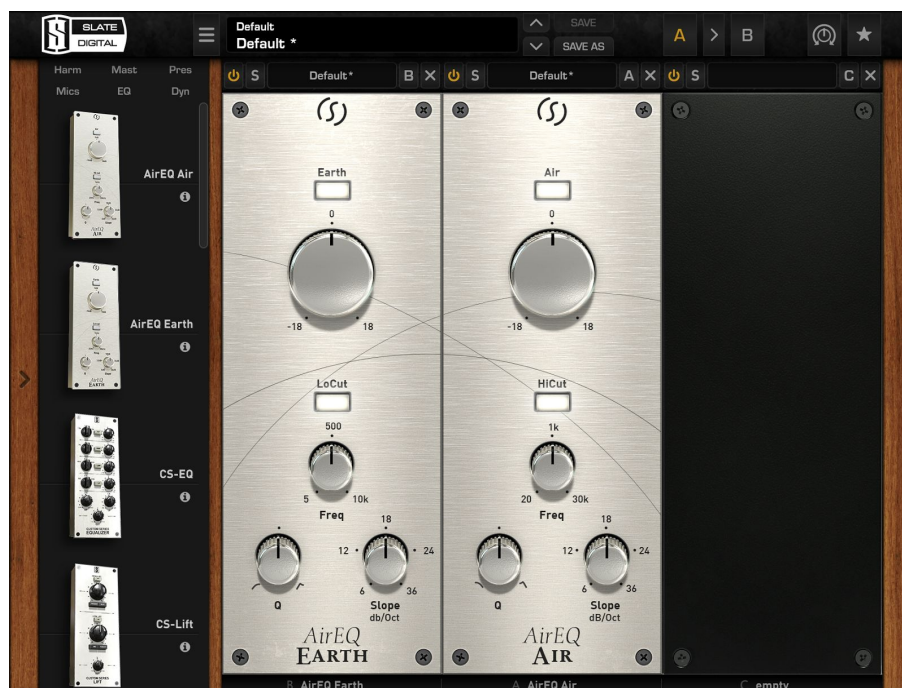 SLATE
DIGITAL
Default
Default *
SAVE
SAVE AS
A > B
Harm Mast Pres
Mics EQ Dyn
S Default* B X
S Default* A X
S C X
AirEQ Air
AirEQ Earth
CS-EQ
CS-Lift
Earth
0
-18 18
LoCut
500
5 10k
Freq
18
12 24
6 36
Q Slope
db/Oct
AirEQ
EARTH
Air
0
-18 18
HiCut
1k
20 30k
Freq
18
12 24
6 36
Q Slope
dB/Oct
AirEQ
AIR
B AirEQ Earth
A AirEQ Air
C empty